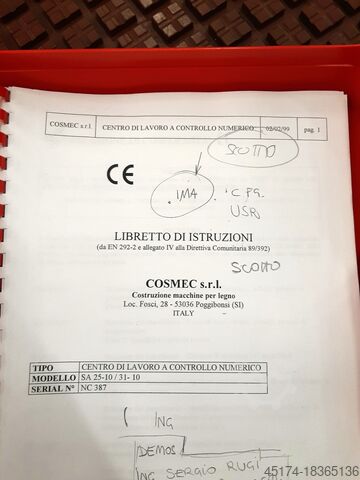 COSMEC s.r.l. CENTRO DI LAVORO A CONTROLLO NUMERICO 02/02/99 pag. 1
SCOTTO
CE
IMA
C P9.
USB
LIBRETTO DI ISTRUZIONI
(da EN 292-2 e allegato IV alla Direttiva Comunitaria 89/392)
SCOTTO
COSMEC s.r.l.
Costruzione macchine per legno
Loc. Fosci, 28 - 53036 Poggibonsi (SI)
ITALY
TIPO CENTRO DI LAVORO A CONTROLLO NUMERICO
MODELLO SA 25-10 / 31- 10
SERIAL N° NC 387
ING
DEMOS
ING SERGIO RUGI
45174-18365136